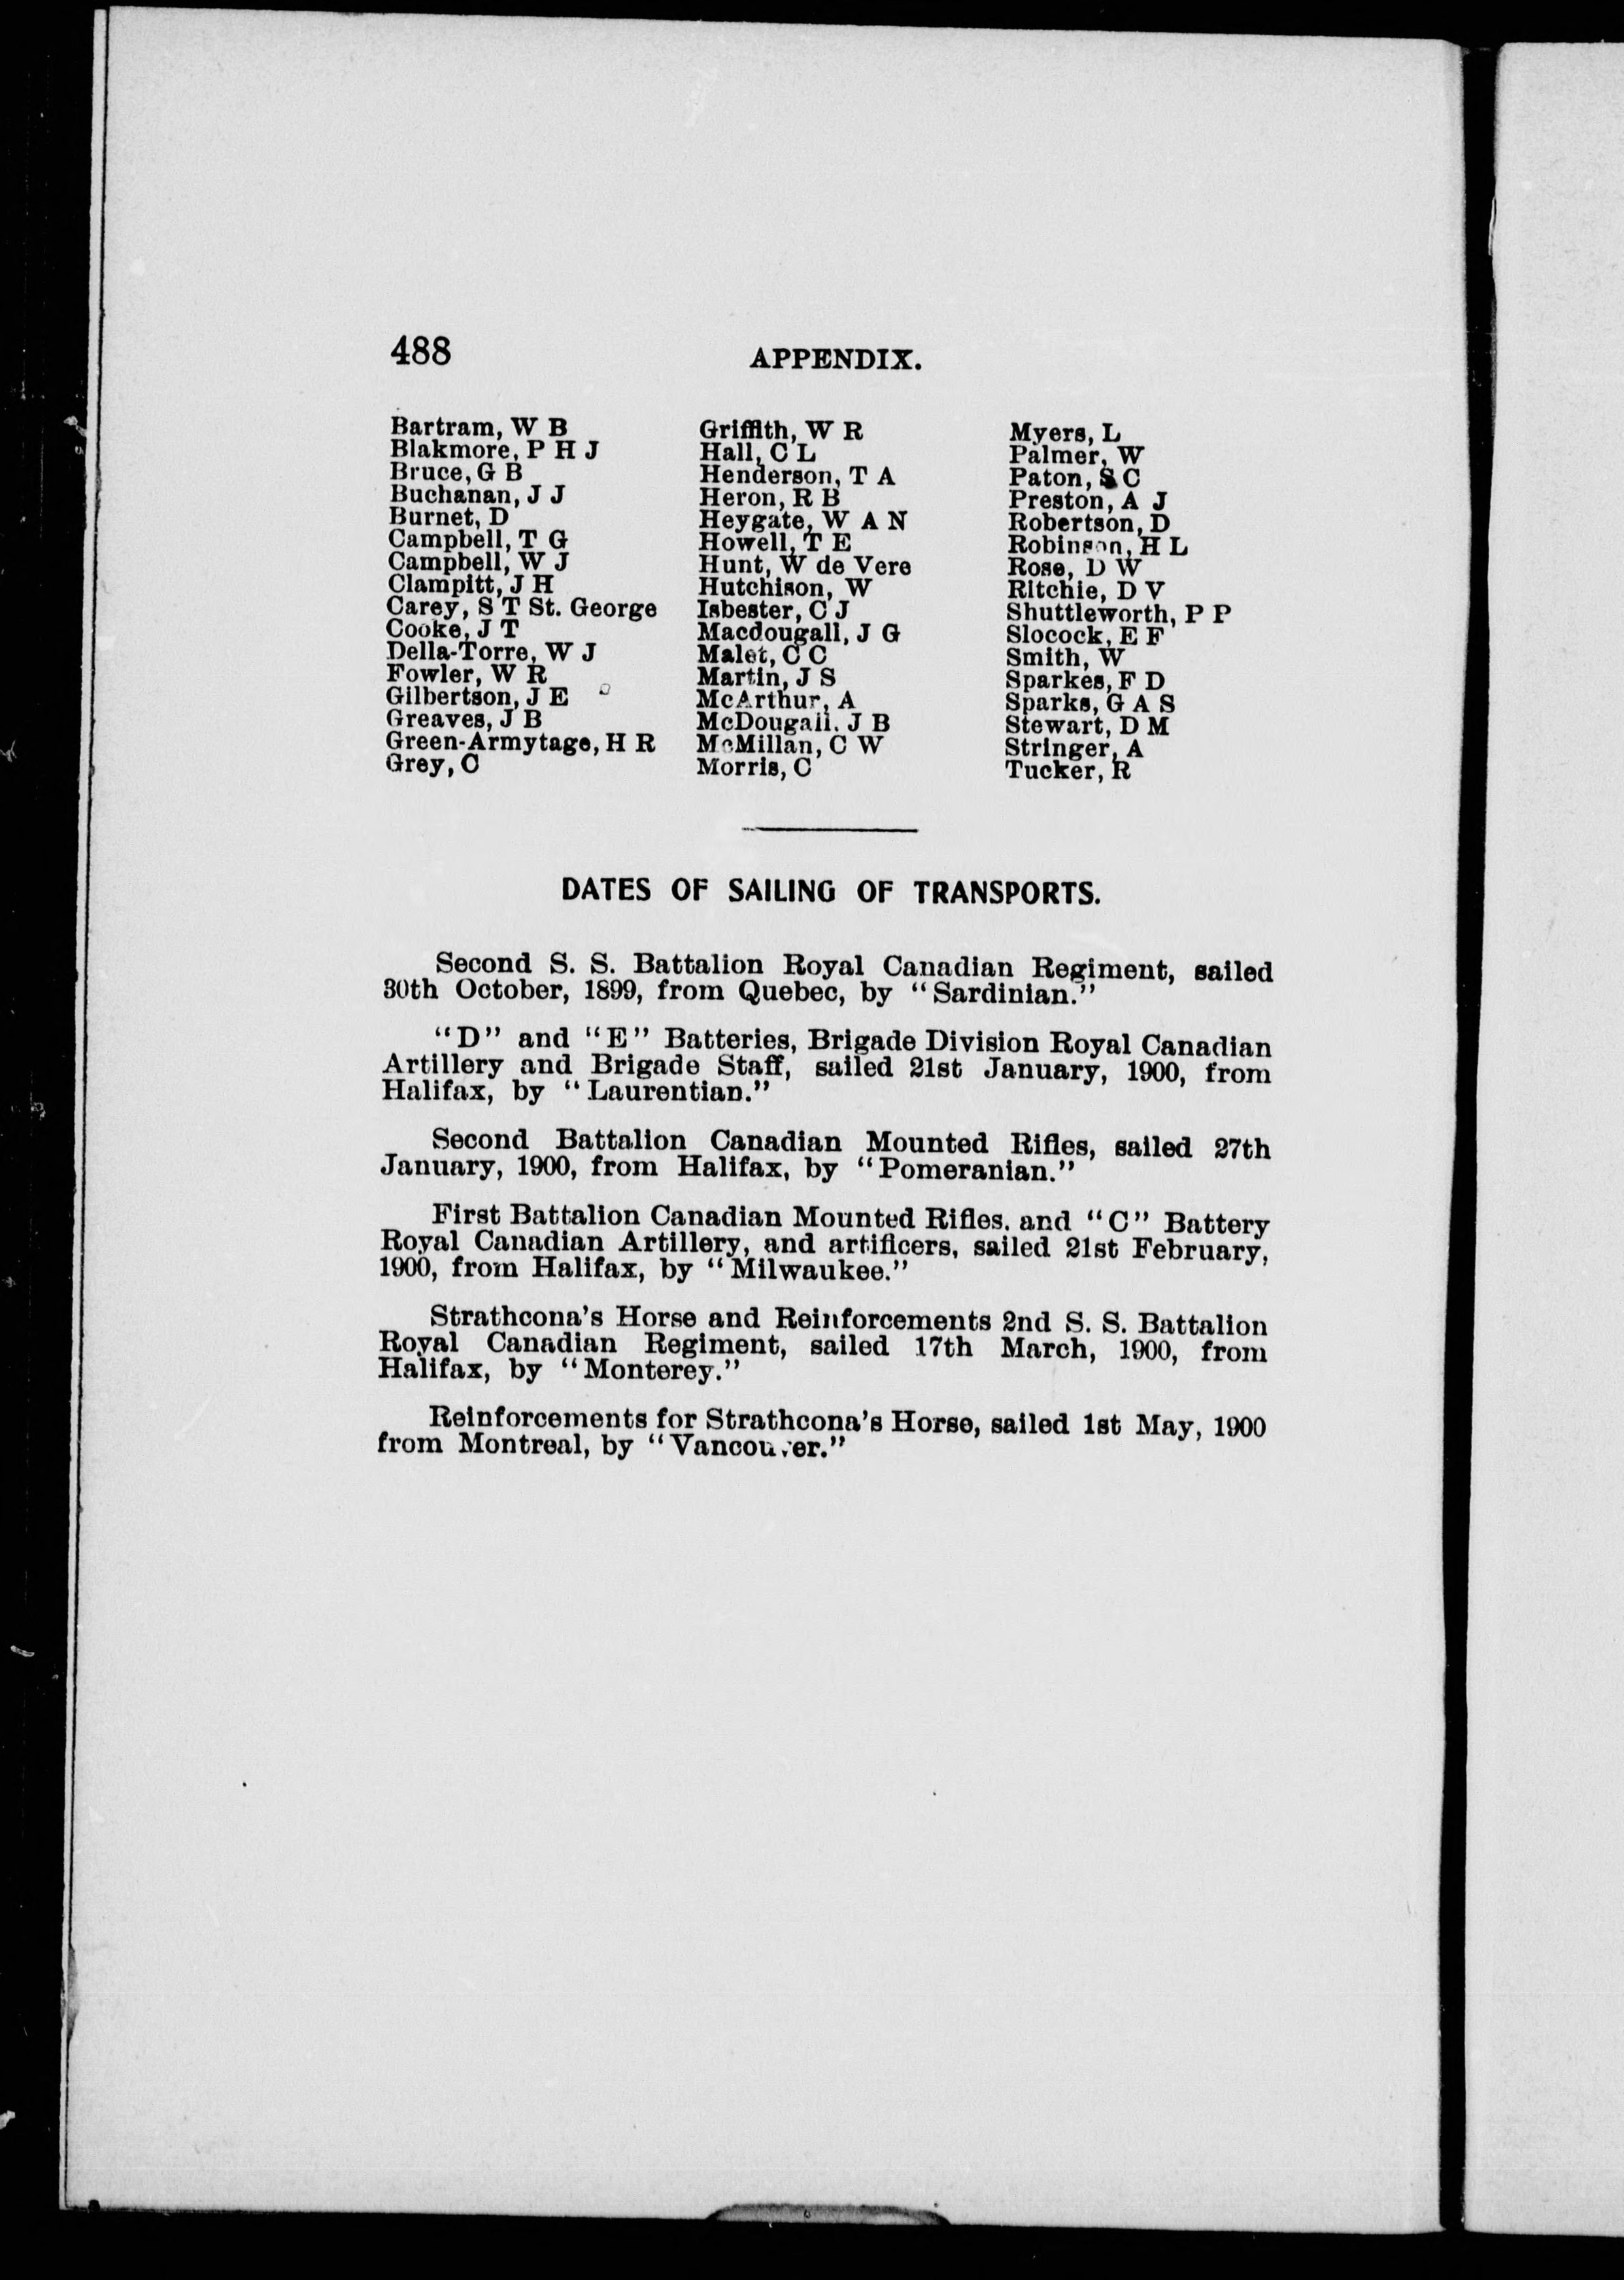 488
APPENDIX.
Bartram, W B
Blakmore, P H J
Bruce, G B
Buchanan, J J
Burnet, D
Campbell, T G
Campbell, W J
Clampitt, J H
Carey, S T St. George
Cooke, J T
Della-Torre, W J
Fowler, W R
Gilbertson, J E
Greaves, J B
Green-Armytage, H R
Grey, C
Griffith, W R
Hall, C L
Henderson, T A
Heron, R B
Heygate, W A N
Howell, T E
Hunt, W de Vere
Hutchison, W
Isbester, C J
Macdougall, J G
Malet, C C
Martin, J S
McArthur, A
McDougall, J B
McMillan, C W
Morris, C
Myers, L
Palmer, W
Paton, S C
Preston, A J
Robertson, D
Robinson, H L
Rose, D W
Ritchie, D V
Shuttleworth, P P
Slocock, E F
Smith, W
Sparkes, F D
Sparks, G A S
Stewart, D M
Stringer, A
Tucker, R
DATES OF SAILING OF TRANSPORTS.
Second S. S. Battalion Royal Canadian Regiment, sailed
30th October, 1899, from Quebec, by "Sardinian."
"D" and "E" Batteries, Brigade Division Royal Canadian
Artillery and Brigade Staff, sailed 21st January, 1900, from
Halifax, by "Laurentian."
Second Battalion Canadian Mounted Rifles, sailed 27th
January, 1900, from Halifax, by "Pomeranian."
First Battalion Canadian Mounted Rifles, and "C" Battery
Royal Canadian Artillery, and artificers, sailed 21st February,
1900, from Halifax, by "Milwaukee."
Strathcona's Horse and Reinforcements 2nd S. S. Battalion
Royal Canadian Regiment, sailed 17th March, 1900, from
Halifax, by "Monterey."
Reinforcements for Strathcona's Horse, sailed 1st May, 1900
from Montreal, by "Vancouver."